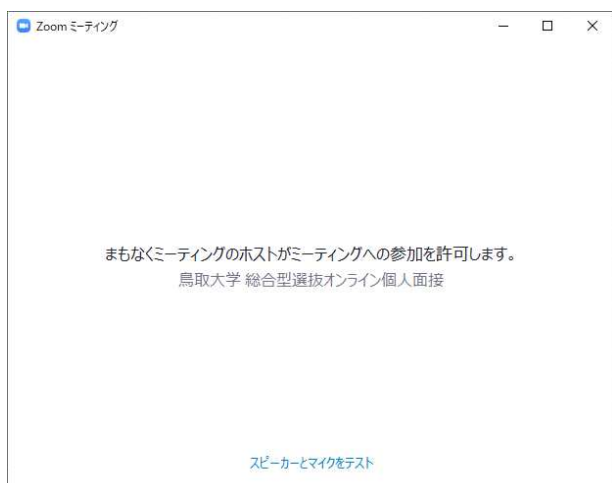 Zoom ミーティング
まもなくミーティングのホストがミーティングへの参加を許可します。
鳥取大学 総合型選抜オンライン個人面接
スピーカーとマイクをテスト